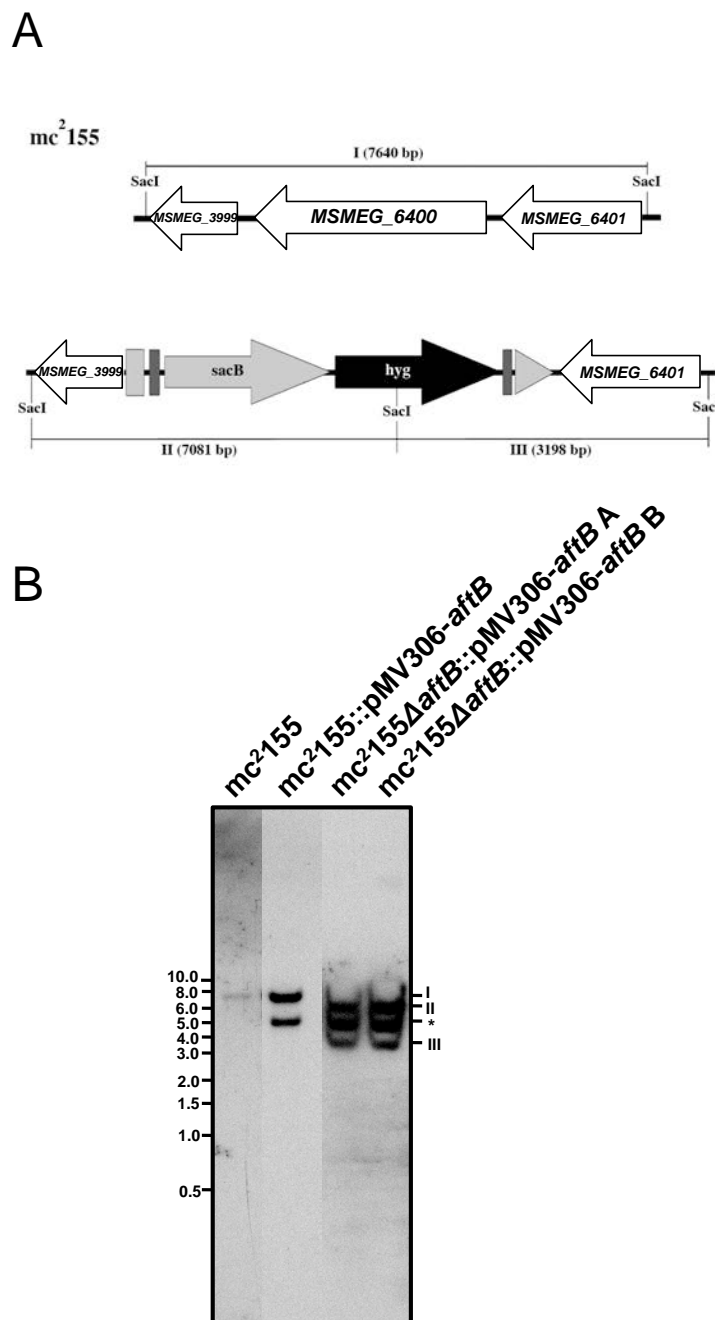 A
mc²155
I (7640 bp)
SacI SacI
MSMEG_3999 MSMEG_6400 MSMEG_6401
MSMEG_3999 sacB hyg MSMEG_6401
SacI SacI Sac
II (7081 bp) III (3198 bp)
B
mc²155
mc²155::pMV306-aftB
mc²155ΔaftB::pMV306-aftB A
mc²155ΔaftB::pMV306-aftB B
10.0
8.0
6.0
5.0
4.0
3.0
2.0
1.5
1.0
0.5
I
II
*
III